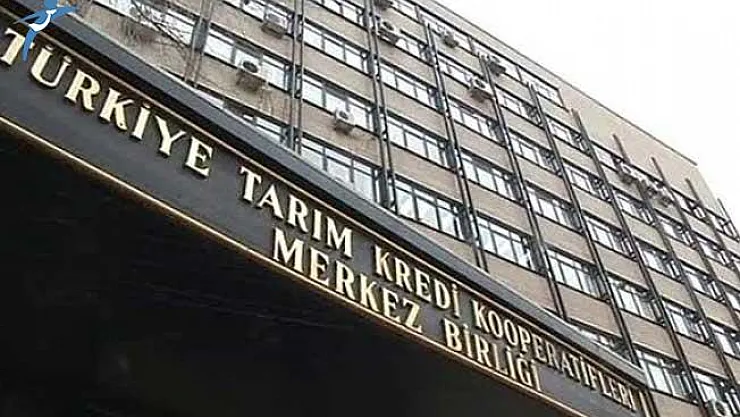 TÜRKİYE TARIM KREDİ KOOPERATİFLERİ
MERKEZ BİRLİĞİ